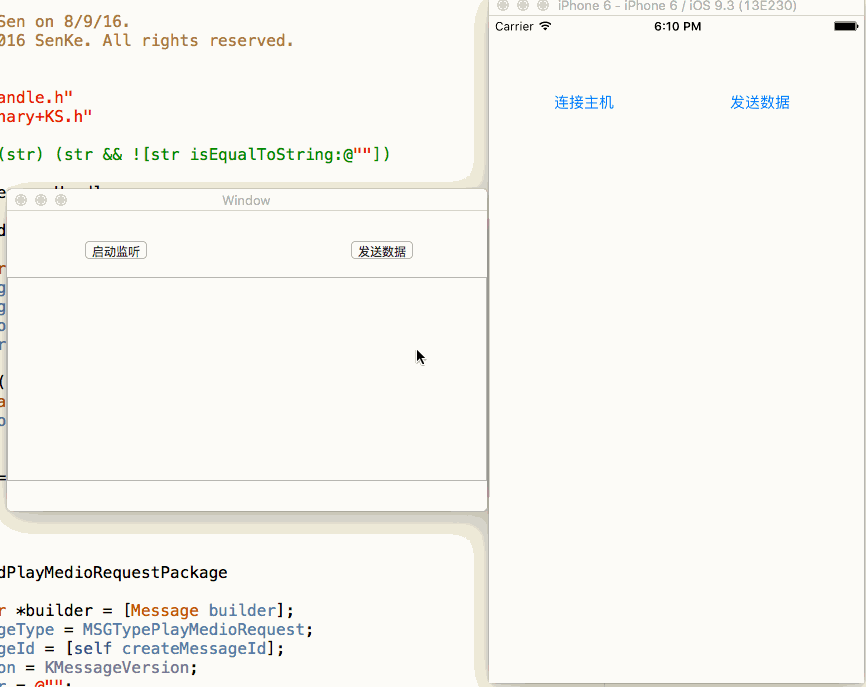 Sen on 8/9/16.
016 SenKe. All rights reserved.
andle.h"
nary+KS.h"
(str) (str && ![str isEqualToString:@""])
Window
启动监听
发送数据
dPlayMedioRequestPackage
r *builder = [Message builder];
geType = MSGTypePlayMedioRequest;
geId = [self createMessageId];
on = KMessageVersion;
r = @"";
iPhone 6 - iPhone 6 / iOS 9.3 (13E230)
Carrier
6:10 PM
连接主机
发送数据